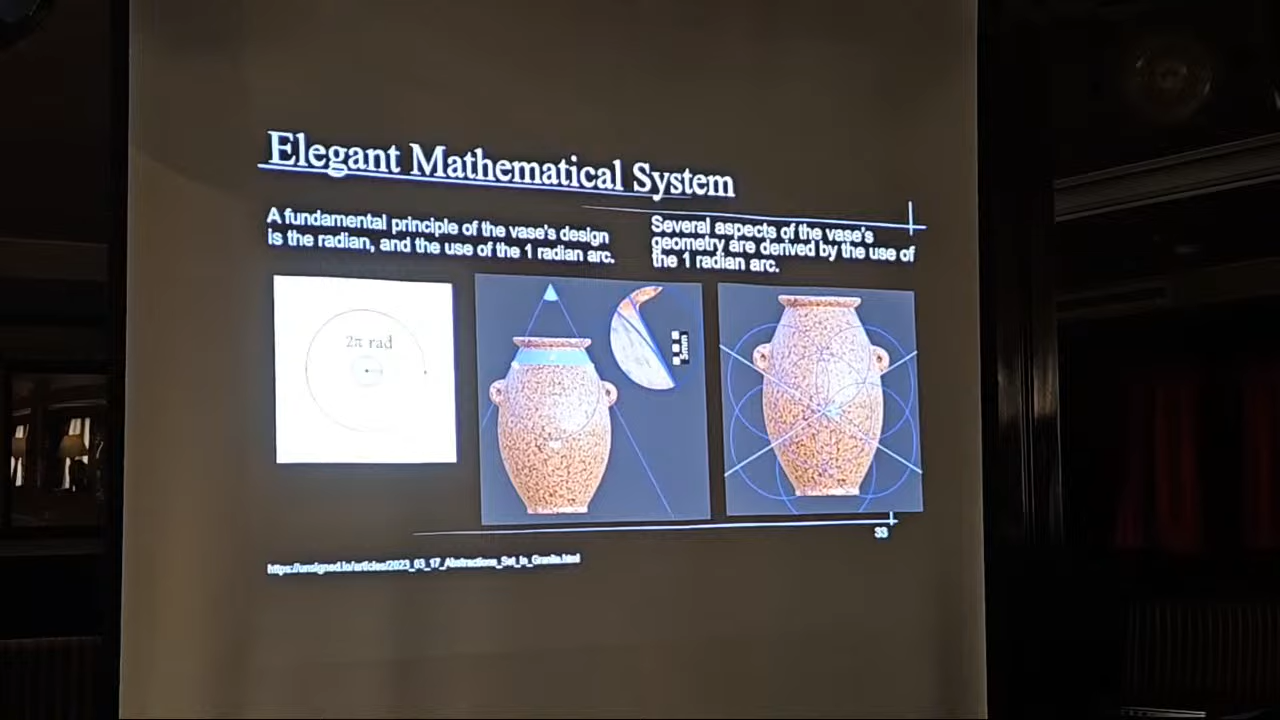 Elegant Mathematical System
A fundamental principle of the vase's design
is the radian, and the use of the 1 radian arc.
Several aspects of the vase's
geometry are derived by the use of
the 1 radian arc.
2π rad
5mm
33
https://unsigned.io/articles/2023_03_17_Abstractions_Set_In_Granite.html